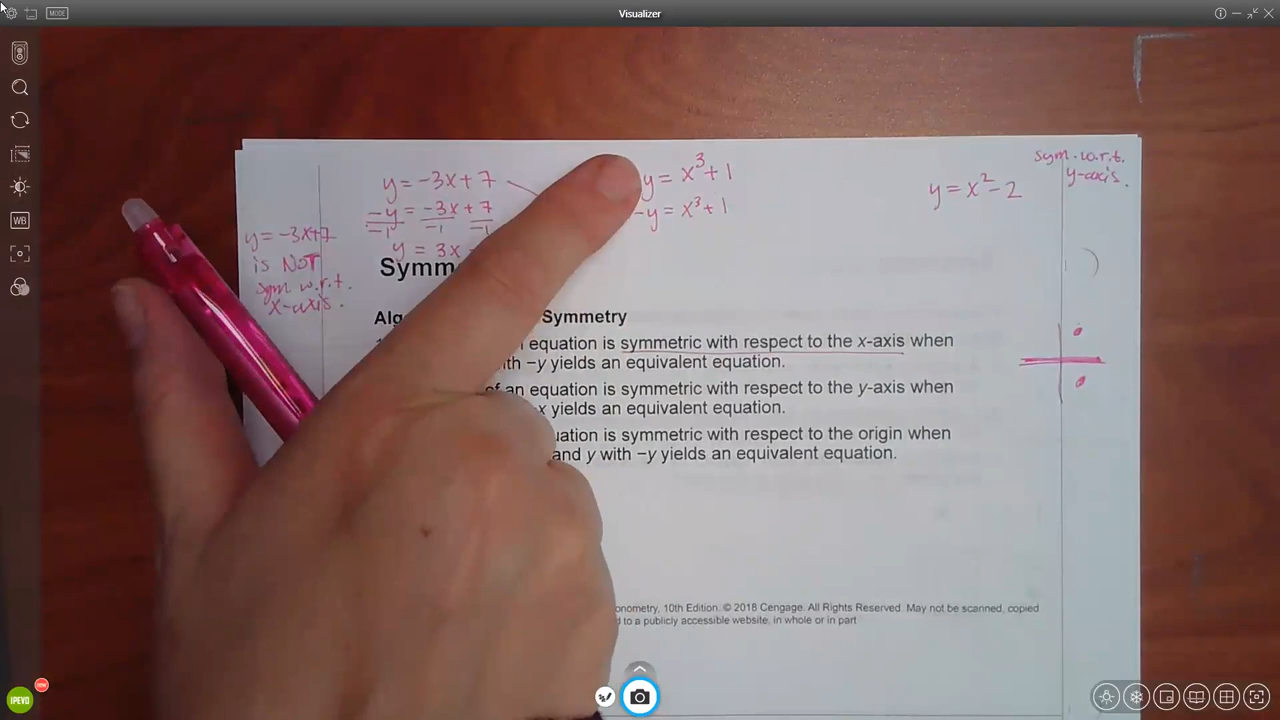 MODE
Visualizer
y = -3x + 7
-y = -3x + 7
-1 -1 -1
y = 3x
y = -3x+7
is NOT
sym w.r.t.
x-axis.
y = x³ + 1
-y = x³ + 1
y = x² - 2
sym. w.r.t.
y-axis.
Symm
Alg Symmetry
n equation is symmetric with respect to the x-axis when
ith −y yields an equivalent equation.
of an equation is symmetric with respect to the y-axis when
x yields an equivalent equation.
uation is symmetric with respect to the origin when
and y with −y yields an equivalent equation.
onometry, 10th Edition. © 2018 Cengage. All Rights Reserved. May not be scanned, copied
d to a publicly accessible website, in whole or in part
WB
IPEVO